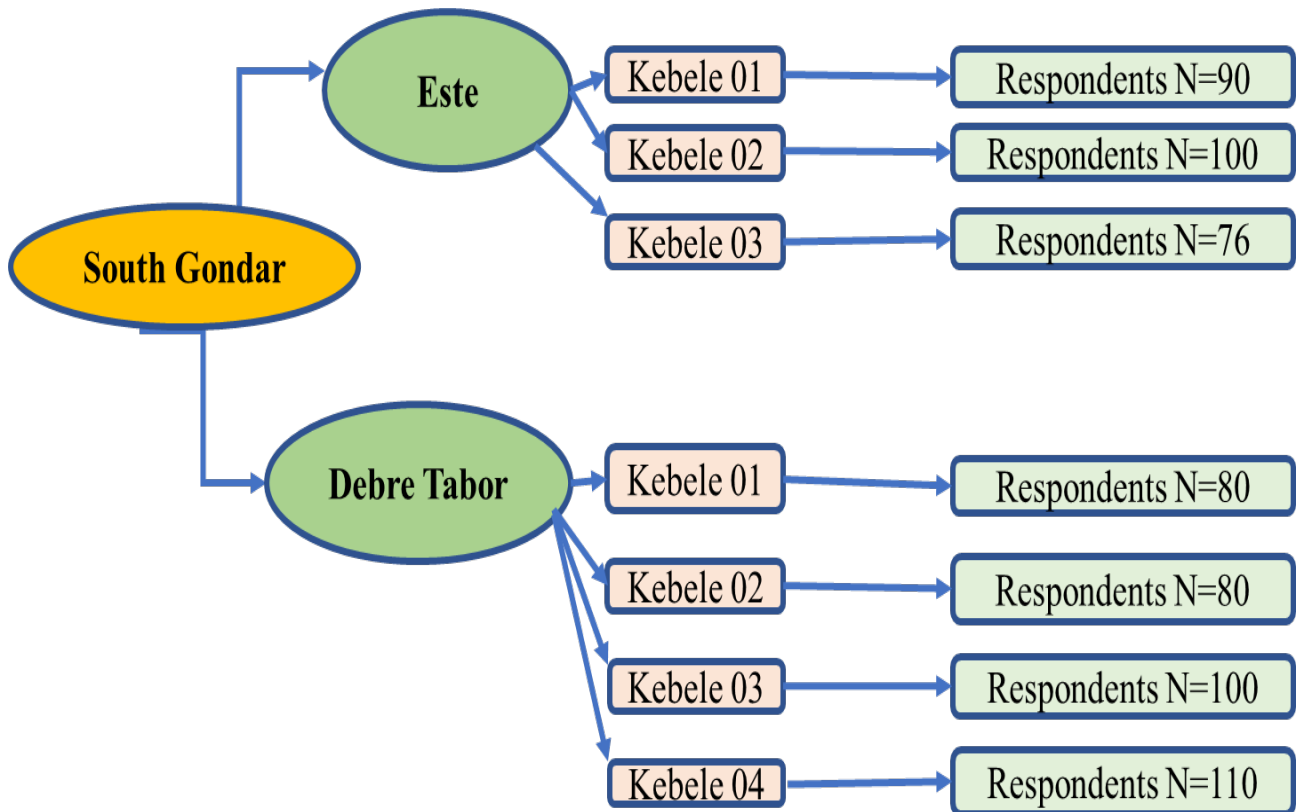 Este
Kebele 01
Respondents N=90
Kebele 02
Respondents N=100
Kebele 03
Respondents N=76
South Gondar
Debre Tabor
Kebele 01
Respondents N=80
Kebele 02
Respondents N=80
Kebele 03
Respondents N=100
Kebele 04
Respondents N=110